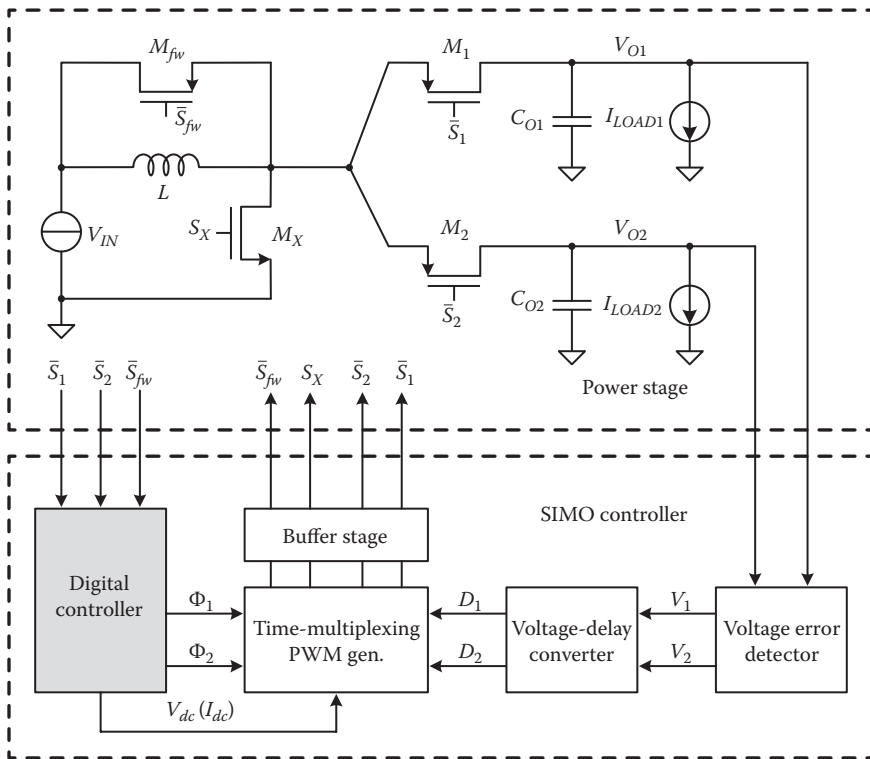 M_fw
S̄_fw
L
V_IN
S_X
M_X
M_1
S̄_1
V_O1
C_O1
I_LOAD1
M_2
S̄_2
V_O2
C_O2
I_LOAD2
Power stage
S̄_1 S̄_2 S̄_fw
S̄_fw S_X S̄_2 S̄_1
SIMO controller
Buffer stage
Digital
controller
Φ_1
Φ_2
Time-multiplexing
PWM gen.
D_1
D_2
Voltage-delay
converter
V_1
V_2
Voltage error
detector
V_dc (I_dc)